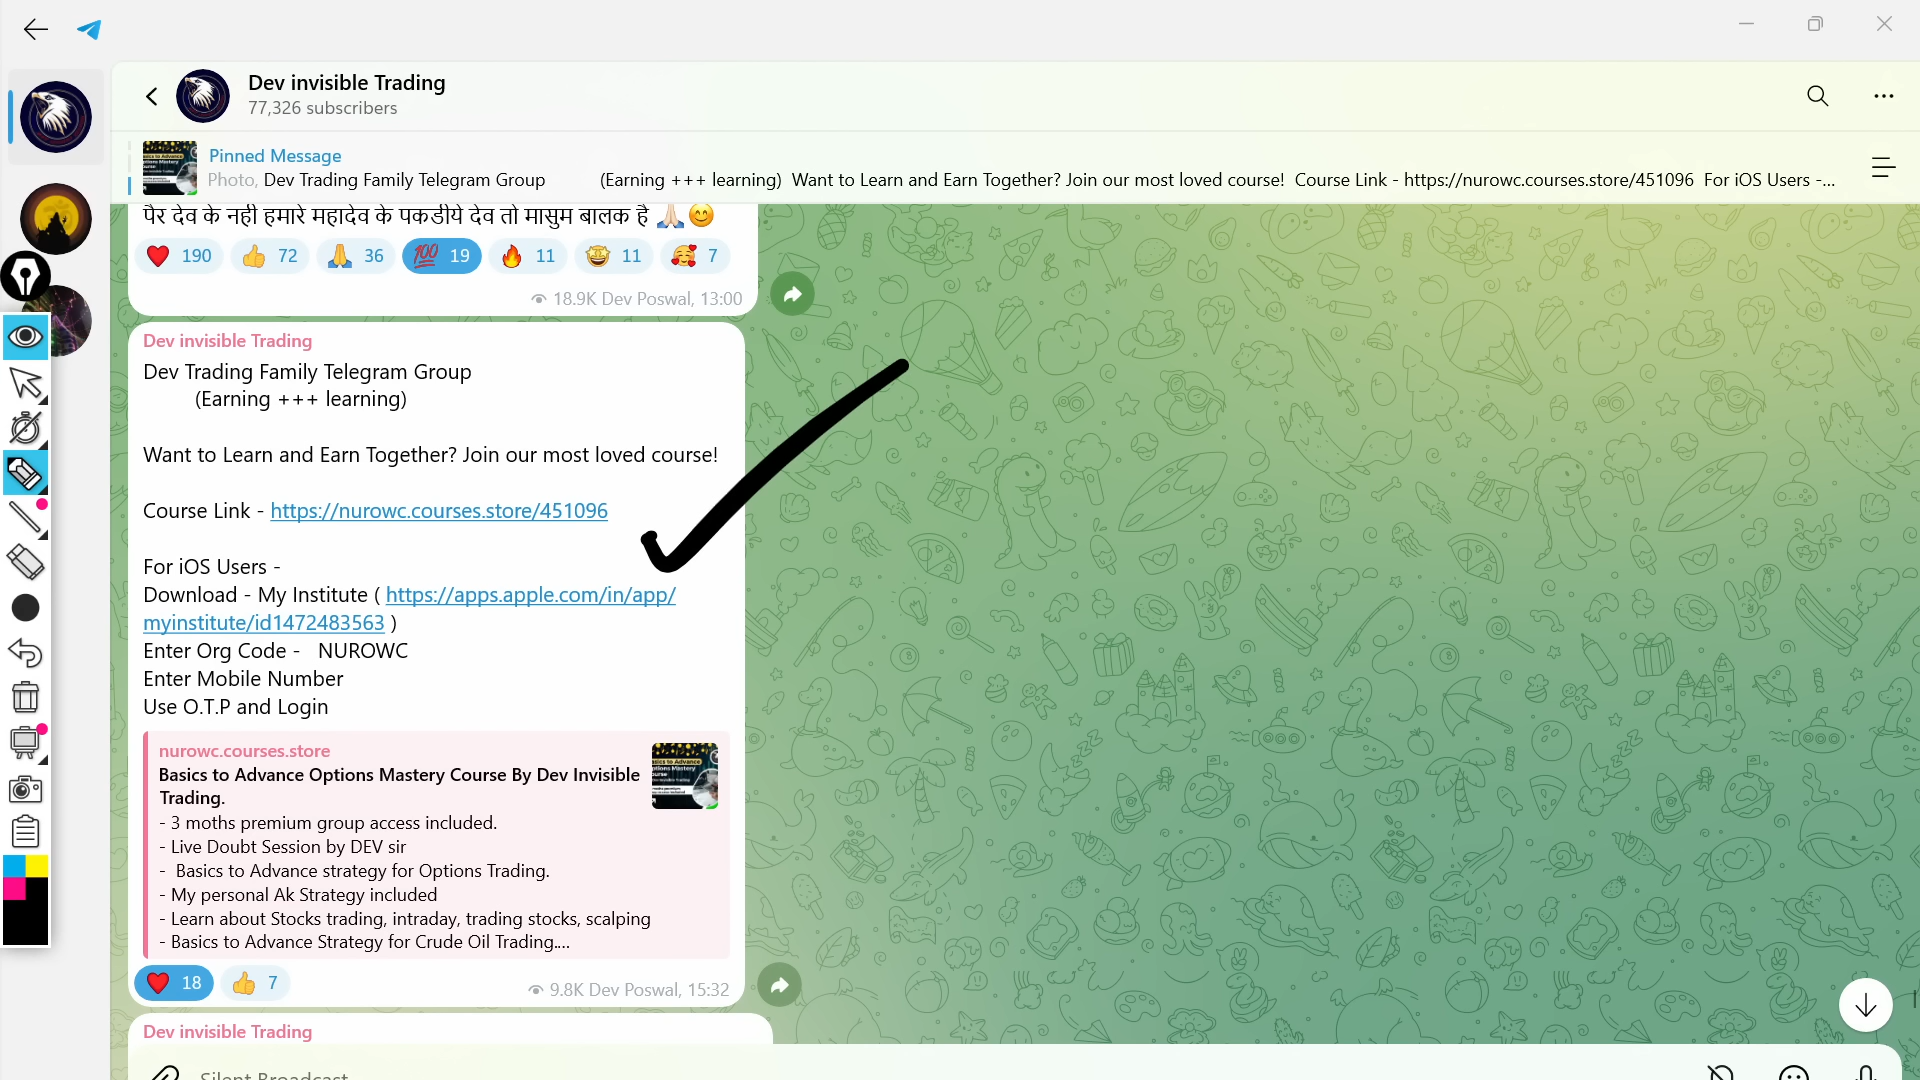 Dev invisible Trading
77,326 subscribers
Pinned Message
Photo, Dev Trading Family Telegram Group (Earning +++ learning) Want to Learn and Earn Together? Join our most loved course! Course Link - https://nurowc.courses.store/451096 For iOS Users -...
पैर देव के नही हमारे महादेव के पकडीये देव तो मासुम बालक है 🙏🏻😊
❤️ 190 👍 72 🙏 36 💯 19 🔥 11 🤩 11 🥰 7
18.9K Dev Poswal, 13:00
Dev invisible Trading
Dev Trading Family Telegram Group
(Earning +++ learning)
Want to Learn and Earn Together? Join our most loved course!
Course Link - https://nurowc.courses.store/451096
For iOS Users -
Download - My Institute ( https://apps.apple.com/in/app/
myinstitute/id1472483563 )
Enter Org Code - NUROWC
Enter Mobile Number
Use O.T.P and Login
nurowc.courses.store
Basics to Advance Options Mastery Course By Dev Invisible
Trading.
- 3 moths premium group access included.
- Live Doubt Session by DEV sir
- Basics to Advance strategy for Options Trading.
- My personal Ak Strategy included
- Learn about Stocks trading, intraday, trading stocks, scalping
- Basics to Advance Strategy for Crude Oil Trading....
❤️ 18 👍 7
9.8K Dev Poswal, 15:32
Dev invisible Trading
Silent Broadcast